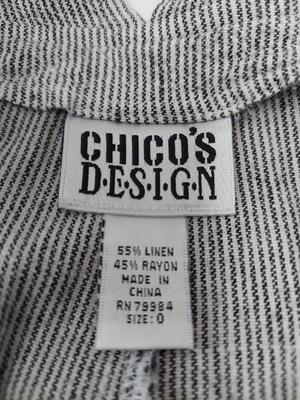 CHICO'S
D·E·S·I·G·N
55% LINEN
45% RAYON
MADE IN
CHINA
RN 79984
SIZE: 0